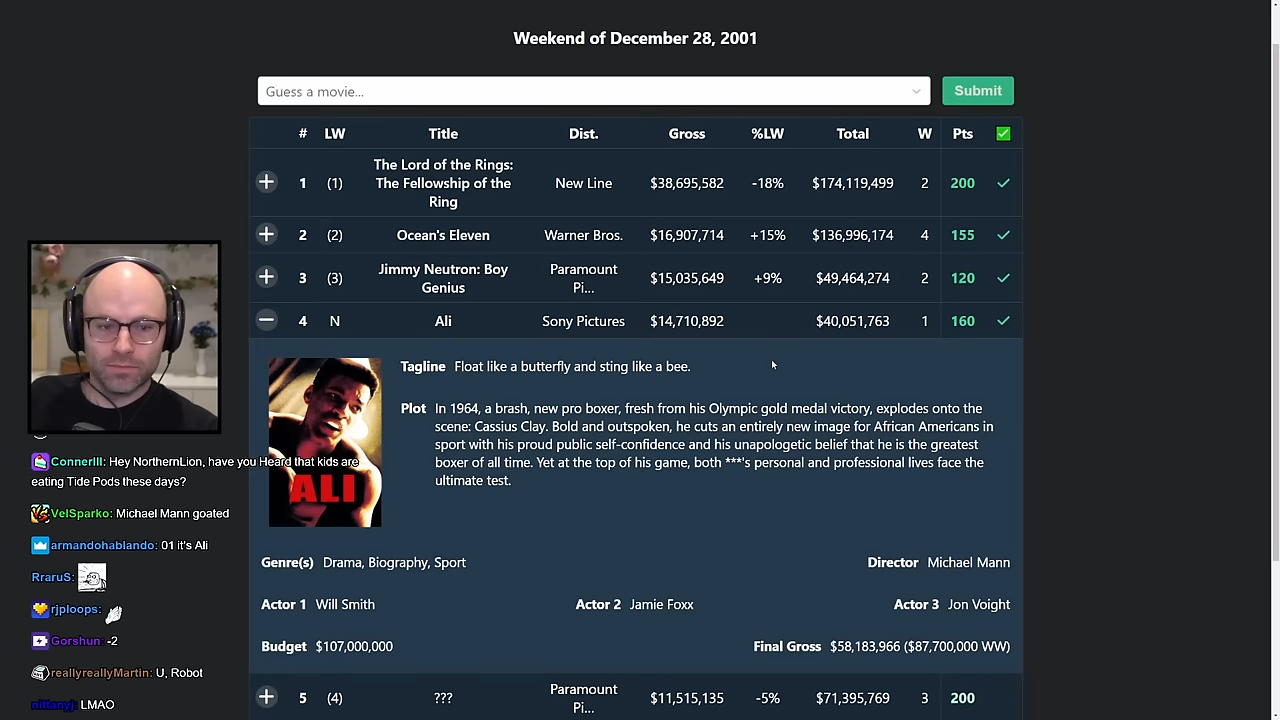 Weekend of December 28, 2001
Guess a movie...
Submit
# LW Title Dist. Gross %LW Total W Pts
1 (1) The Lord of the Rings: The Fellowship of the Ring New Line $38,695,582 -18% $174,119,499 2 200
2 (2) Ocean's Eleven Warner Bros. $16,907,714 +15% $136,996,174 4 155
3 (3) Jimmy Neutron: Boy Genius Paramount Pi... $15,035,649 +9% $49,464,274 2 120
4 N Ali Sony Pictures $14,710,892 $40,051,763 1 160
Tagline Float like a butterfly and sting like a bee.
Plot In 1964, a brash, new pro boxer, fresh from his Olympic gold medal victory, explodes onto the
scene: Cassius Clay. Bold and outspoken, he cuts an entirely new image for African Americans in
sport with his proud public self-confidence and his unapologetic belief that he is the greatest
boxer of all time. Yet at the top of his game, both ***'s personal and professional lives face the
ultimate test.
ALI
Genre(s) Drama, Biography, Sport
Director Michael Mann
Actor 1 Will Smith
Actor 2 Jamie Foxx
Actor 3 Jon Voight
Budget $107,000,000
Final Gross $58,183,966 ($87,700,000 WW)
5 (4) ??? Paramount Pi... $11,515,135 -5% $71,395,769 3 200
ConnerIII: Hey NorthernLion, have you Heard that kids are
eating Tide Pods these days?
VelSparko: Michael Mann goated
armandohablando: 01 it's Ali
RraruS:
rjploops:
Gorshun: -2
reallyreallyMartin: U, Robot
nittanyj: LMAO